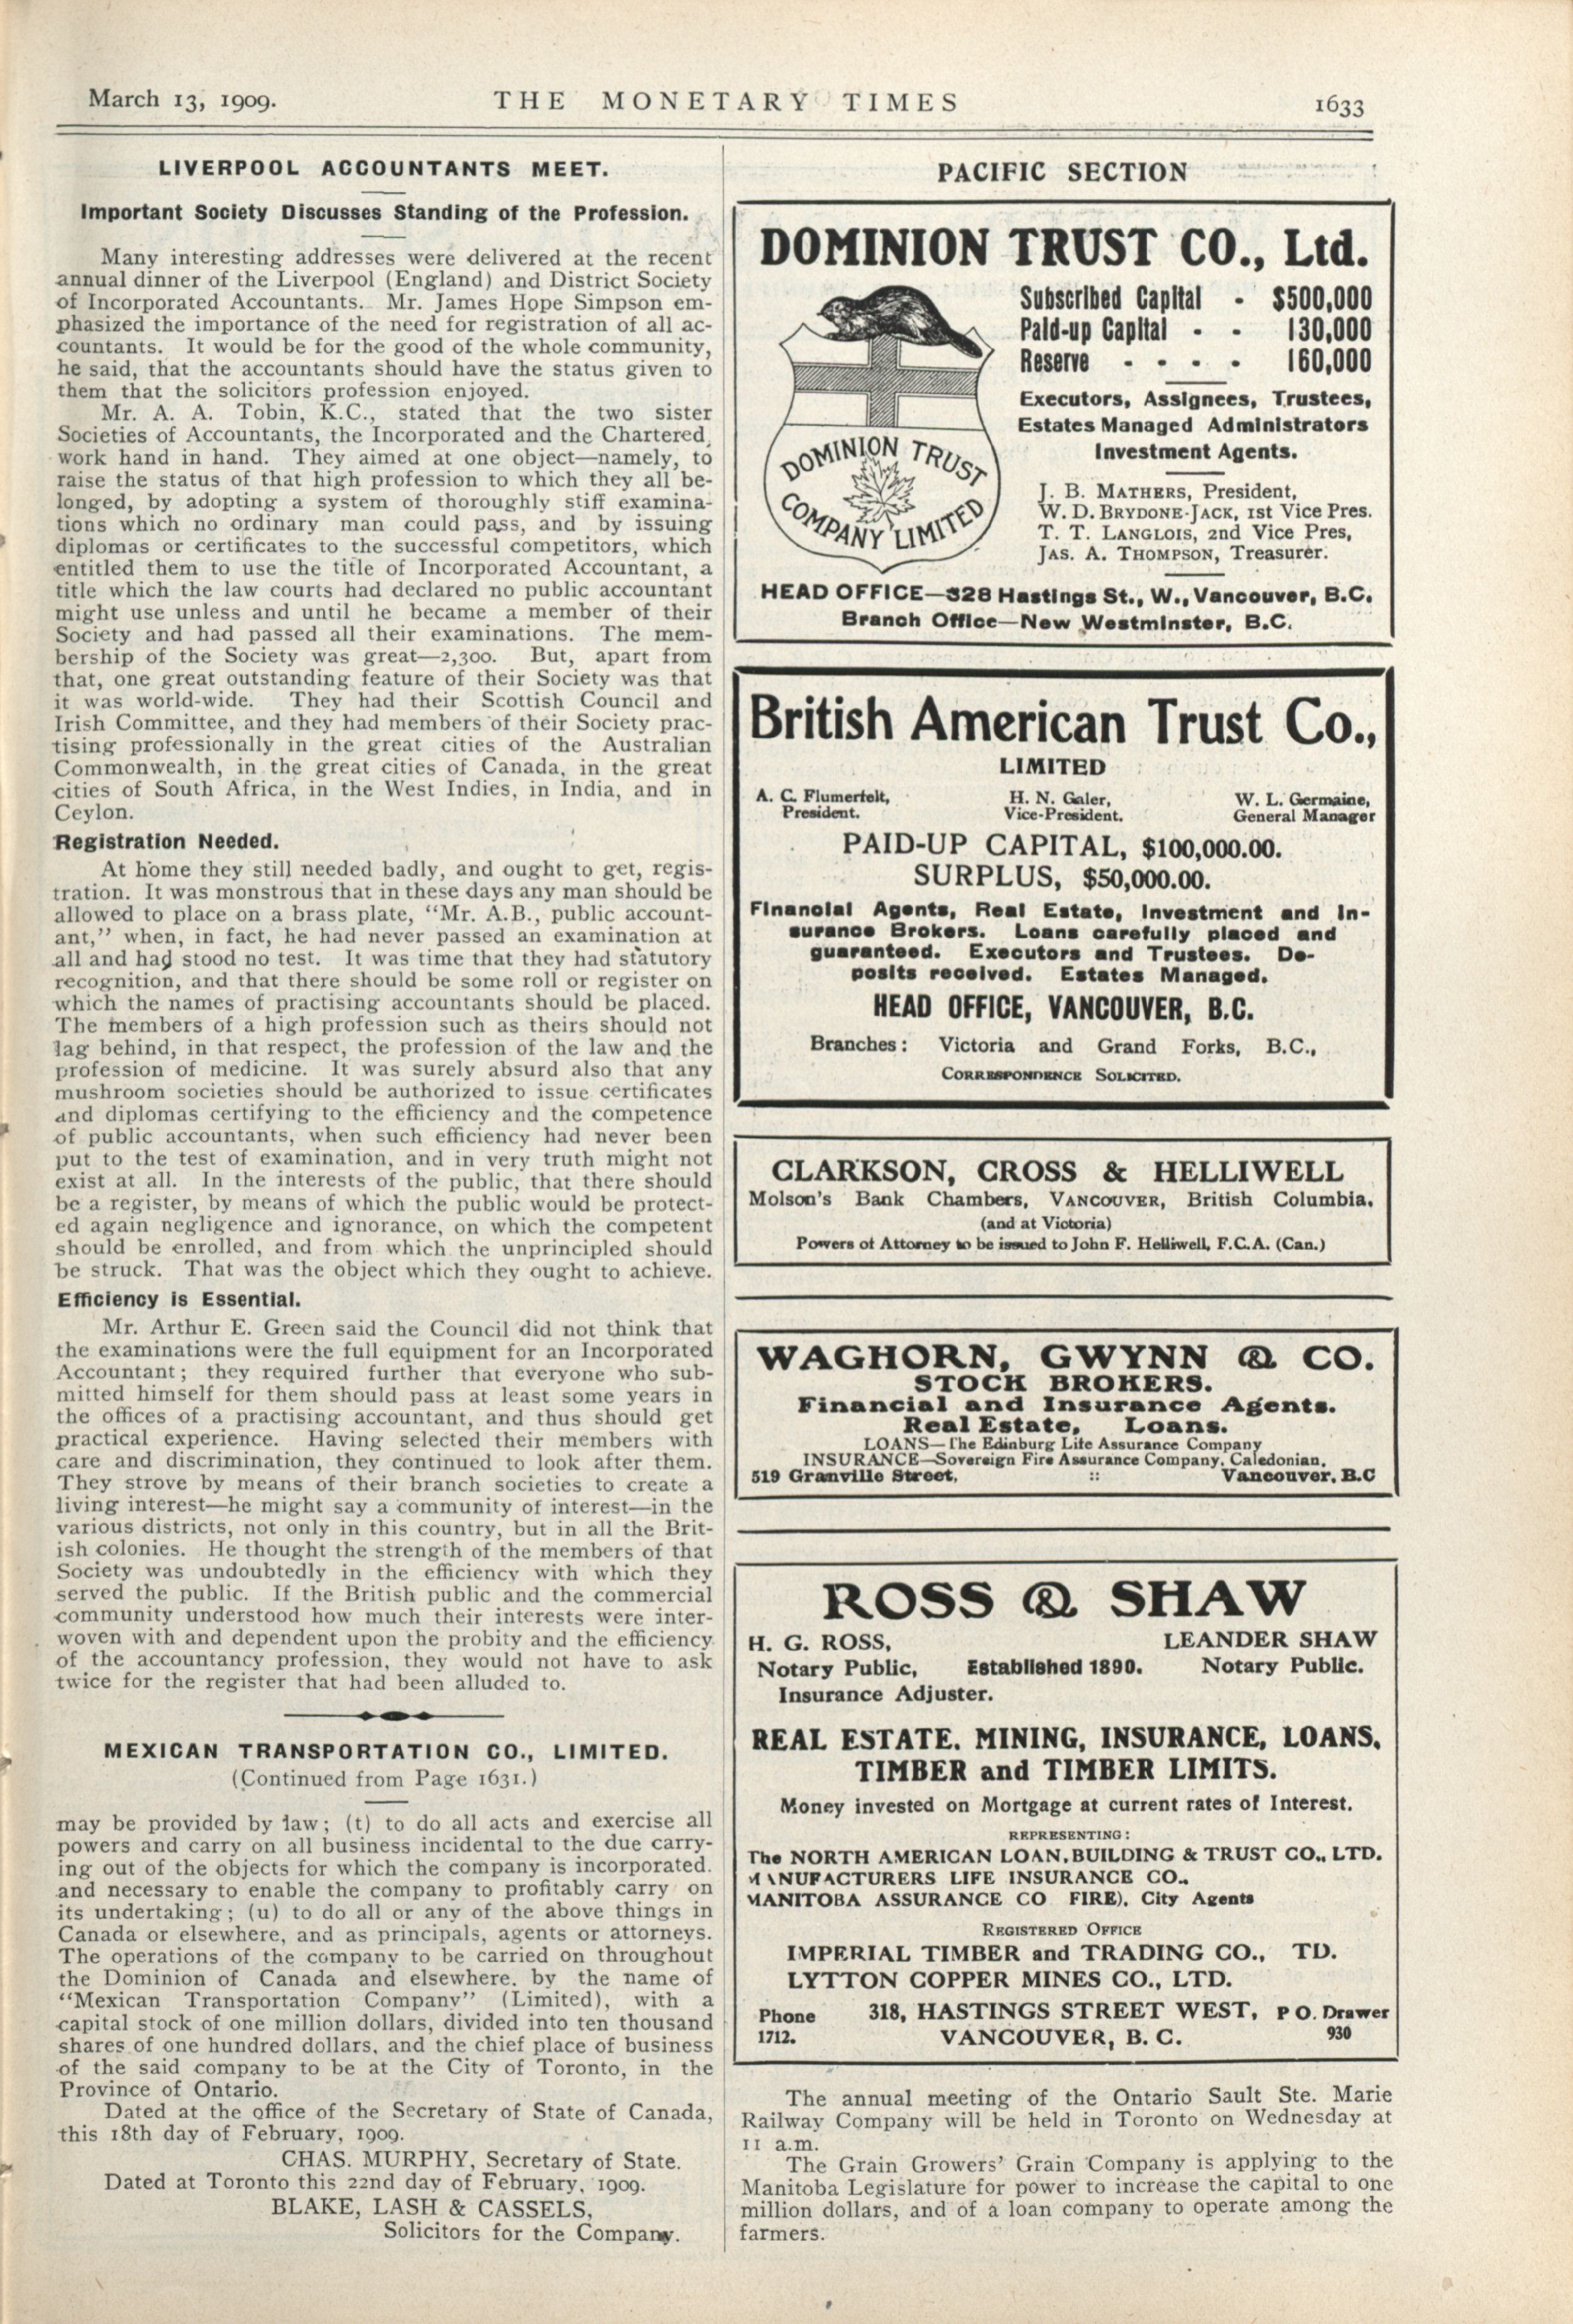 March 13, 1909.
THE MONETARY TIMES
1633
LIVERPOOL ACCOUNTANTS MEET.
Important Society Discusses Standing of the Profession.
Many interesting addresses were delivered at the recent
annual dinner of the Liverpool (England) and District Society
of Incorporated Accountants. Mr. James Hope Simpson em-
phasized the importance of the need for registration of all ac-
countants. It would be for the good of the whole community,
he said, that the accountants should have the status given to
them that the solicitors profession enjoyed.
Mr. A. A. Tobin, K.C., stated that the two sister
Societies of Accountants, the Incorporated and the Chartered,
work hand in hand. They aimed at one object—namely, to
raise the status of that high profession to which they all be-
longed, by adopting a system of thoroughly stiff examina-
tions which no ordinary man could pass, and by issuing
diplomas or certificates to the successful competitors, which
entitled them to use the title of Incorporated Accountant, a
title which the law courts had declared no public accountant
might use unless and until he became a member of their
Society and had passed all their examinations. The mem-
bership of the Society was great—2,300. But, apart from
that, one great outstanding feature of their Society was that
it was world-wide. They had their Scottish Council and
Irish Committee, and they had members of their Society prac-
tising professionally in the great cities of the Australian
Commonwealth, in the great cities of Canada, in the great
cities of South Africa, in the West Indies, in India, and in
Ceylon.
Registration Needed.
At home they still needed badly, and ought to get, regis-
tration. It was monstrous that in these days any man should be
allowed to place on a brass plate, "Mr. A.B., public account-
ant," when, in fact, he had never passed an examination at
all and had stood no test. It was time that they had statutory
recognition, and that there should be some roll or register on
which the names of practising accountants should be placed.
The members of a high profession such as theirs should not
lag behind, in that respect, the profession of the law and the
profession of medicine. It was surely absurd also that any
mushroom societies should be authorized to issue certificates
and diplomas certifying to the efficiency and the competence
of public accountants, when such efficiency had never been
put to the test of examination, and in very truth might not
exist at all. In the interests of the public, that there should
be a register, by means of which the public would be protect-
ed again negligence and ignorance, on which the competent
should be enrolled, and from which the unprincipled should
be struck. That was the object which they ought to achieve.
Efficiency is Essential.
Mr. Arthur E. Green said the Council did not think that
the examinations were the full equipment for an Incorporated
Accountant; they required further that everyone who sub-
mitted himself for them should pass at least some years in
the offices of a practising accountant, and thus should get
practical experience. Having selected their members with
care and discrimination, they continued to look after them.
They strove by means of their branch societies to create a
living interest—he might say a community of interest—in the
various districts, not only in this country, but in all the Brit-
ish colonies. He thought the strength of the members of that
Society was undoubtedly in the efficiency with which they
served the public. If the British public and the commercial
community understood how much their interests were inter-
woven with and dependent upon the probity and the efficiency
of the accountancy profession, they would not have to ask
twice for the register that had been alluded to.
MEXICAN TRANSPORTATION CO., LIMITED.
(Continued from Page 1631.)
may be provided by law; (t) to do all acts and exercise all
powers and carry on all business incidental to the due carry-
ing out of the objects for which the company is incorporated.
and necessary to enable the company to profitably carry on
its undertaking; (u) to do all or any of the above things in
Canada or elsewhere, and as principals, agents or attorneys.
The operations of the company to be carried on throughout
the Dominion of Canada and elsewhere. by the name of
"Mexican Transportation Company" (Limited), with a
capital stock of one million dollars, divided into ten thousand
shares of one hundred dollars, and the chief place of business
of the said company to be at the City of Toronto, in the
Province of Ontario.
Dated at the office of the Secretary of State of Canada,
this 18th day of February, 1909.
CHAS. MURPHY, Secretary of State.
Dated at Toronto this 22nd day of February, 1909.
BLAKE, LASH & CASSELS,
Solicitors for the Company.
PACIFIC SECTION
DOMINION TRUST CO., Ltd.
Subscribed Capital - $500,000
Paid-up Capital - - 130,000
Reserve - - - - 160,000
Executors, Assignees, Trustees,
Estates Managed Administrators
Investment Agents.
DOMINION TRUST
COMPANY LIMITED
J. B. MATHERS, President,
W. D. BRYDONE-JACK, 1st Vice Pres.
T. T. LANGLOIS, 2nd Vice Pres,
JAS. A. THOMPSON, Treasurer.
HEAD OFFICE—328 Hastings St., W., Vancouver, B.C.
Branch Office—New Westminster, B.C.
British American Trust Co.,
LIMITED
A. C. Flumerfelt, H. N. Galer, W. L. Germaine,
President. Vice-President. General Manager
PAID-UP CAPITAL, $100,000.00.
SURPLUS, $50,000.00.
Financial Agents, Real Estate, Investment and In-
surance Brokers. Loans carefully placed and
guaranteed. Executors and Trustees. De-
posits received. Estates Managed.
HEAD OFFICE, VANCOUVER, B.C.
Branches: Victoria and Grand Forks, B.C.,
CORRESPONDENCE SOLICITED.
CLARKSON, CROSS & HELLIWELL
Molson's Bank Chambers, VANCOUVER, British Columbia.
(and at Victoria)
Powers of Attorney to be issued to John F. Helliwell, F.C.A. (Can.)
WAGHORN, GWYNN & CO.
STOCK BROKERS.
Financial and Insurance Agents.
Real Estate, Loans.
LOANS—The Edinburg Life Assurance Company
INSURANCE—Sovereign Fire Assurance Company. Caledonian.
519 Granville Street, :: Vancouver, B.C
ROSS & SHAW
H. G. ROSS, LEANDER SHAW
Notary Public, Established 1890. Notary Public.
Insurance Adjuster.
REAL ESTATE. MINING, INSURANCE, LOANS.
TIMBER and TIMBER LIMITS.
Money invested on Mortgage at current rates of Interest.
REPRESENTING:
The NORTH AMERICAN LOAN, BUILDING & TRUST CO., LTD.
MANUFACTURERS LIFE INSURANCE CO.,
MANITOBA ASSURANCE CO FIRE). City Agents
REGISTERED OFFICE
IMPERIAL TIMBER and TRADING CO., TD.
LYTTON COPPER MINES CO., LTD.
Phone 318, HASTINGS STREET WEST, P O. Drawer
1712. VANCOUVER, B. C. 930
The annual meeting of the Ontario Sault Ste. Marie
Railway Company will be held in Toronto on Wednesday at
11 a.m.
The Grain Growers' Grain Company is applying to the
Manitoba Legislature for power to increase the capital to one
million dollars, and of a loan company to operate among the
farmers.